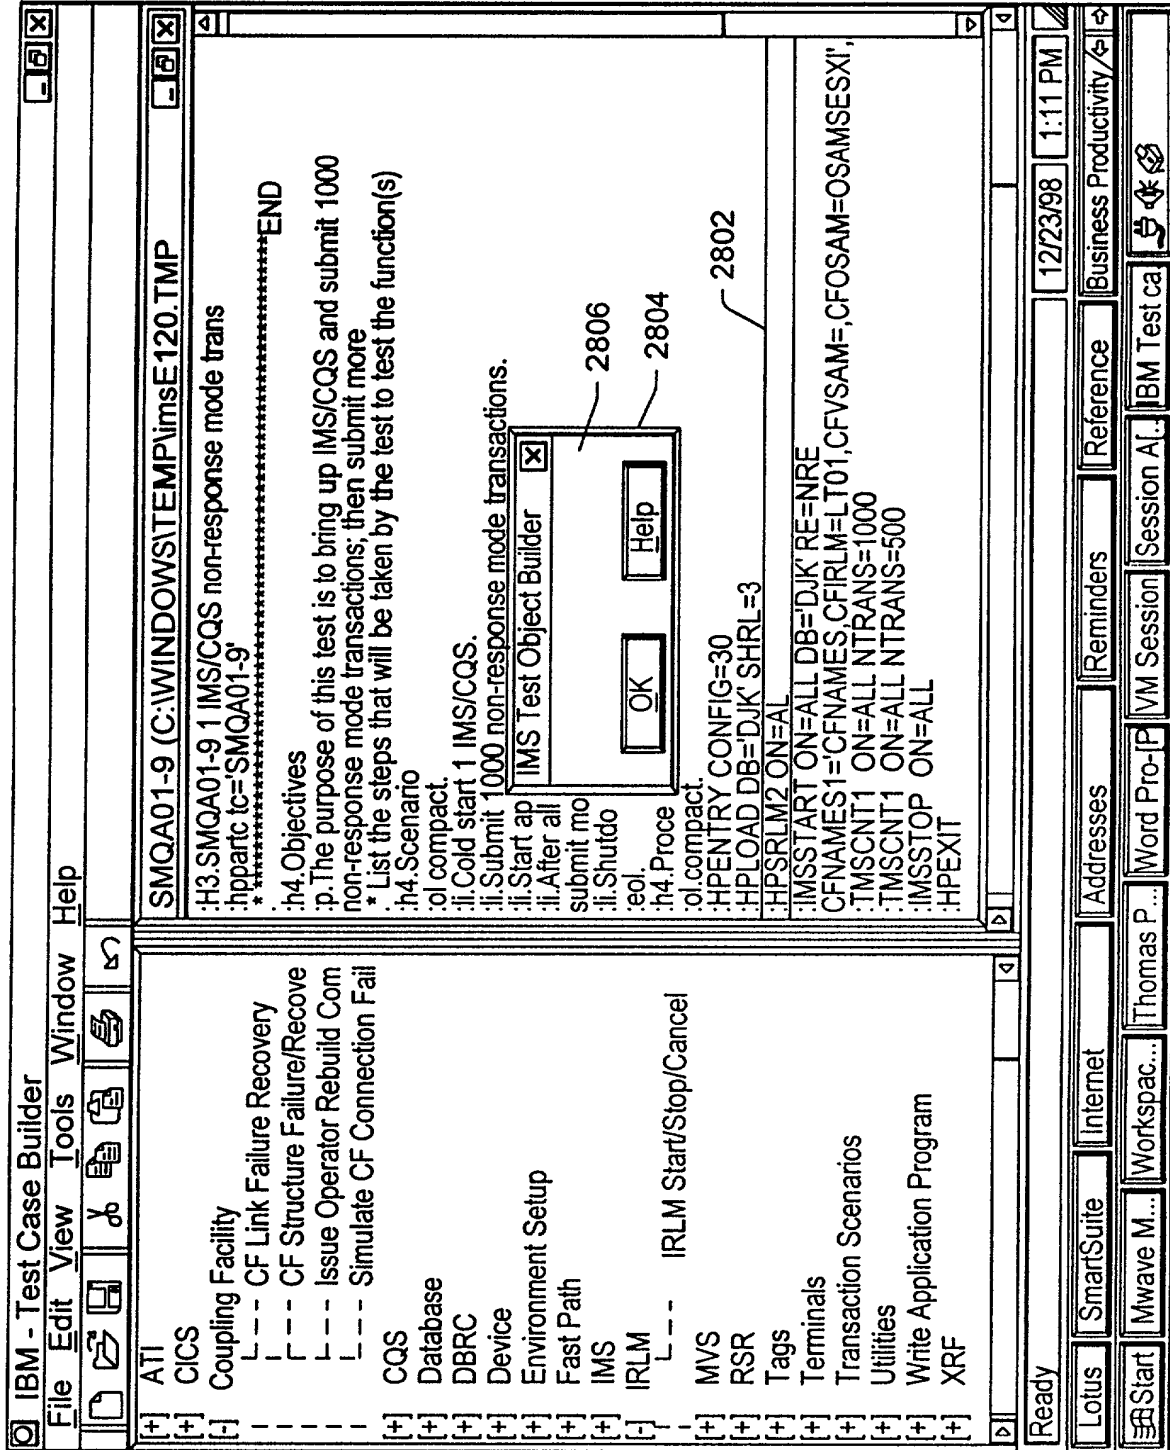 IBM - Test Case Builder
File Edit View Tools Window Help
[+] ATI
[+] CICS
[-] Coupling Facility
CF Link Failure Recovery
CF Structure Failure/Recove
Issue Operator Rebuild Com
Simulate CF Connection Fail
[+] CQS
[+] Database
[+] DBRC
[+] Device
[+] Environment Setup
[+] Fast Path
[+] IMS
[-] IRLM
IRLM Start/Stop/Cancel
[+] MVS
[+] RSR
[+] Tags
[+] Terminals
[+] Transaction Scenarios
[+] Utilities
[+] Write Application Program
[+] XRF
SMQA01-9 (C:\WINDOWS\TEMP\imsE120.TMP
:H3.SMQA01-9 1 IMS/CQS non-response mode trans
:hppartc tc='SMQA01-9'
* *****************************************************END
:h4.Objectives
:p.The purpose of this test is to bring up IMS/CQS and submit 1000
non-response mode transactions; then submit more
* List the steps that will be taken by the test to test the function(s)
:h4.Scenario
:ol compact.
:li.Cold start 1 IMS/CQS.
:li.Submit 1000 non-response mode transactions.
:li.Start ap
:li.After all
submit mo
:li.Shutdo
:eol.
:h4.Proce
:ol.compact.
:HPENTRY CONFIG=30
:HPLOAD DB='DJK' SHRL=3
:HPSRLM2 ON=AL
:IMSSTART ON=ALL DB='DJK' RE=NRE
CFNAMES1='CFNAMES,CFIRLM=LT01,CFVSAM=,CFOSAM=OSAMSESXI',
:TMSCNT1 ON=ALL NTRANS=1000
:TMSCNT1 ON=ALL NTRANS=500
:IMSSTOP ON=ALL
:HPEXIT
IMS Test Object Builder
OK Help
2806
2804
2802
Ready 12/23/98 1:11 PM
Lotus SmartSuite Internet Addresses Reminders Reference Business Productivity
Start Mwave M... Workspac... Thomas P... Word Pro-[P VM Session Session A[.. IBM Test ca